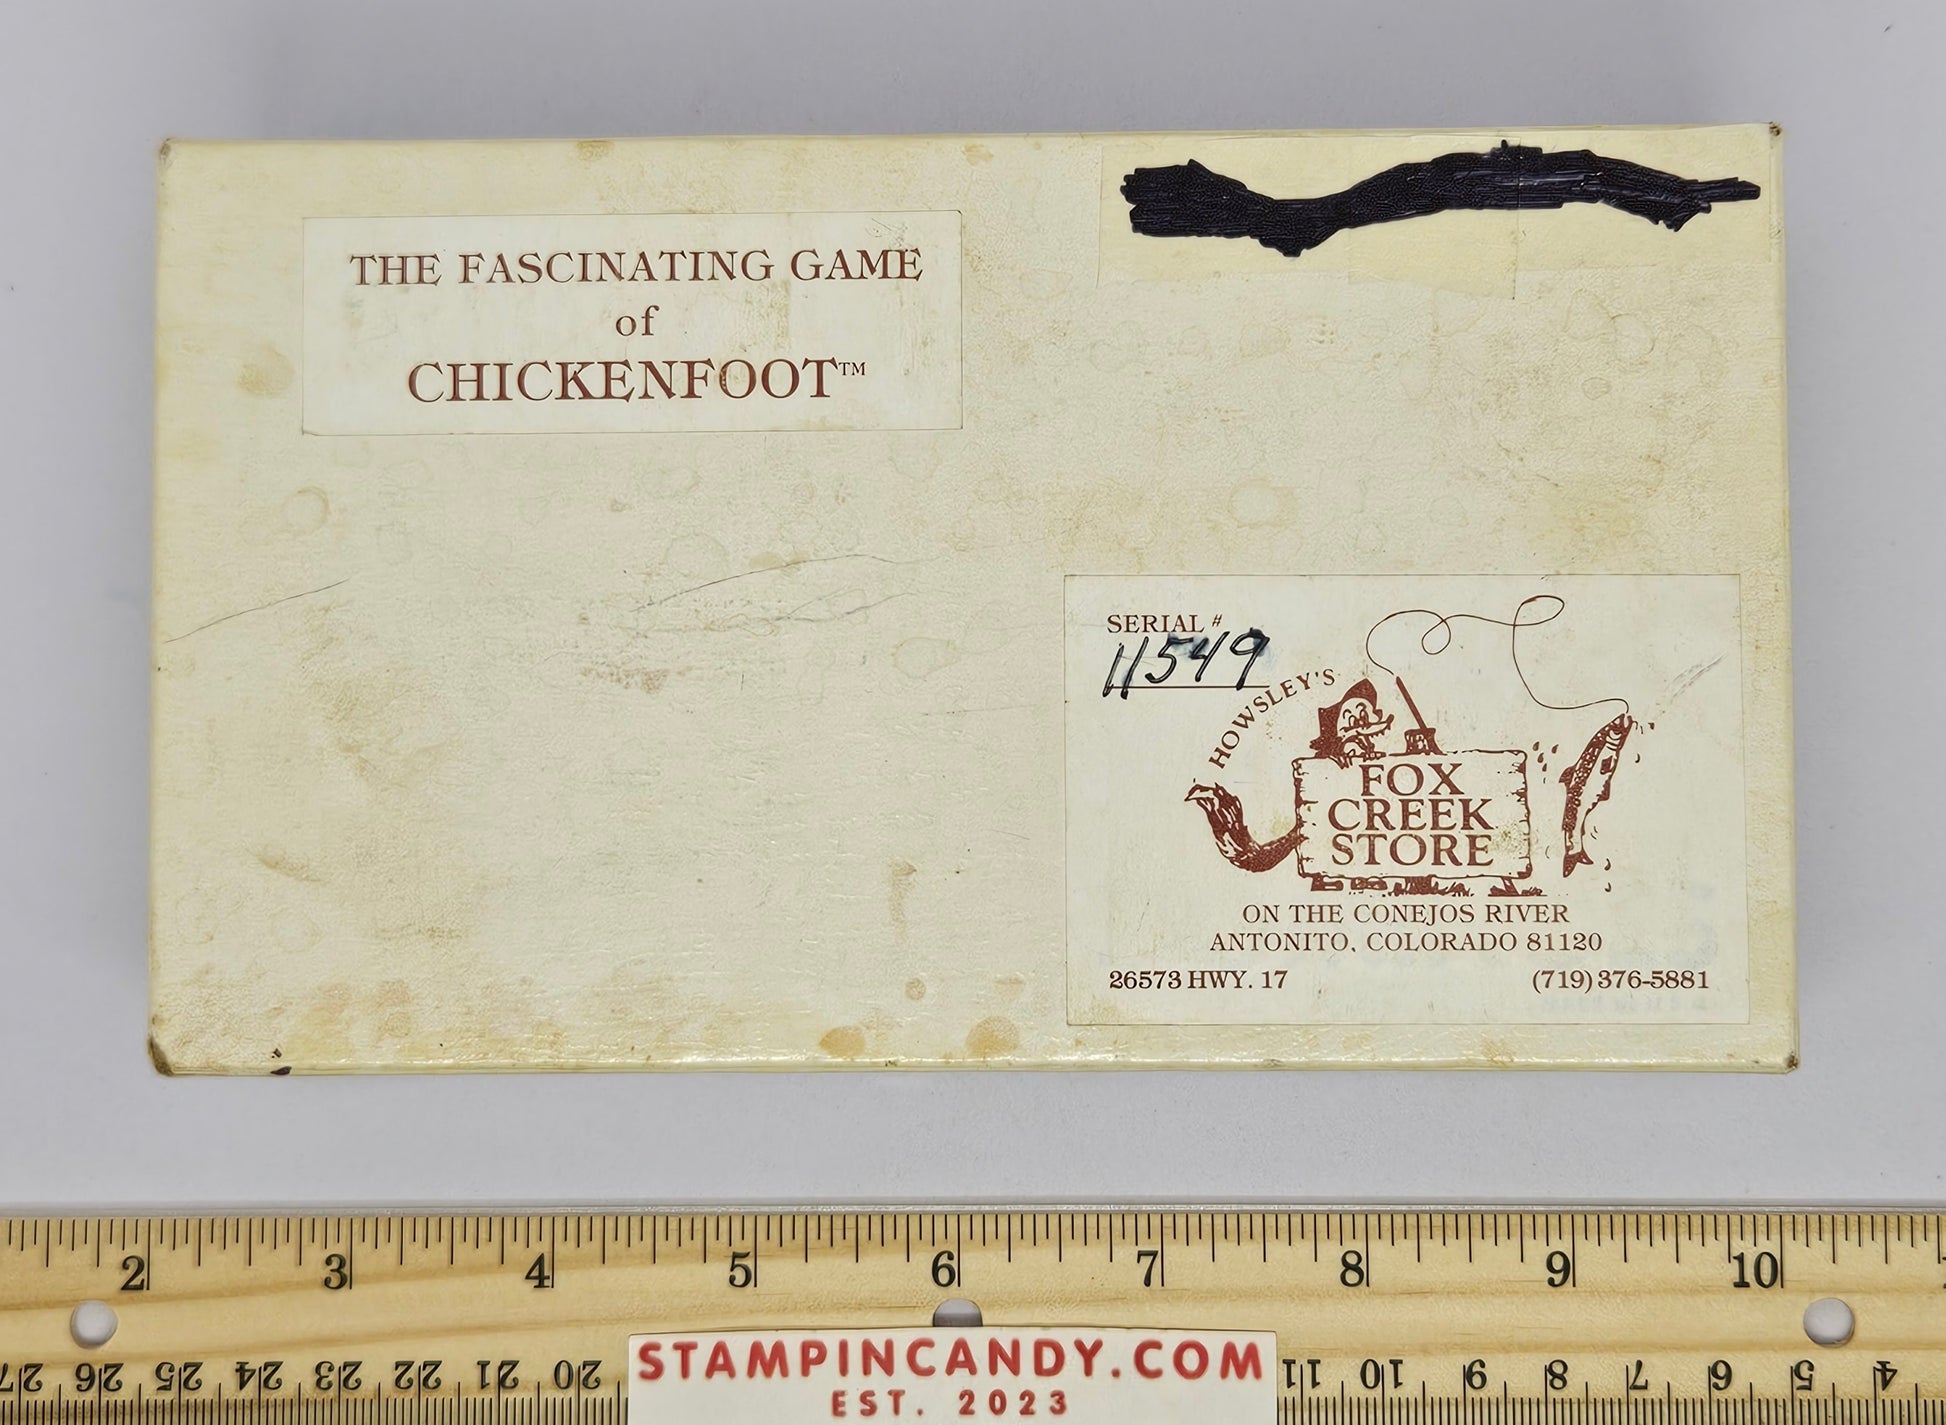 THE FASCINATING GAME
of
CHICKENFOOT™
SERIAL #
11549
HOWSLEY'S
FOX
CREEK
STORE
ON THE CONEJOS RIVER
ANTONITO, COLORADO 81120
26573 HWY. 17 (719) 376-5881
2 3 4 5 6 7 8 9 10
27 26 25 24 23 22 21 20 11 10 9 8 7 6 5 4
STAMPINCANDY.COM
EST. 2023